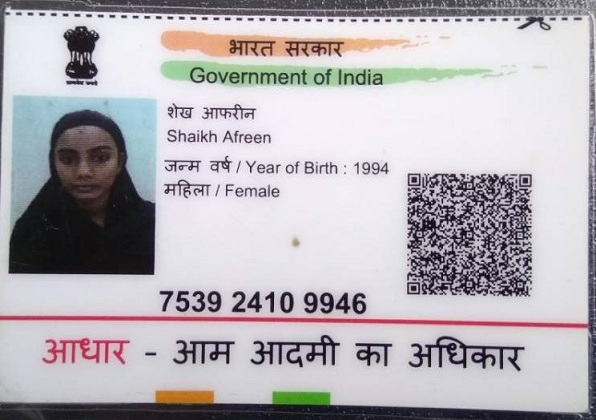 भारत सरकार
Government of India
शेख आफरीन
Shaikh Afreen
जन्म वर्ष / Year of Birth : 1994
महिला / Female
7539 2410 9946
आधार - आम आदमी का अधिकार